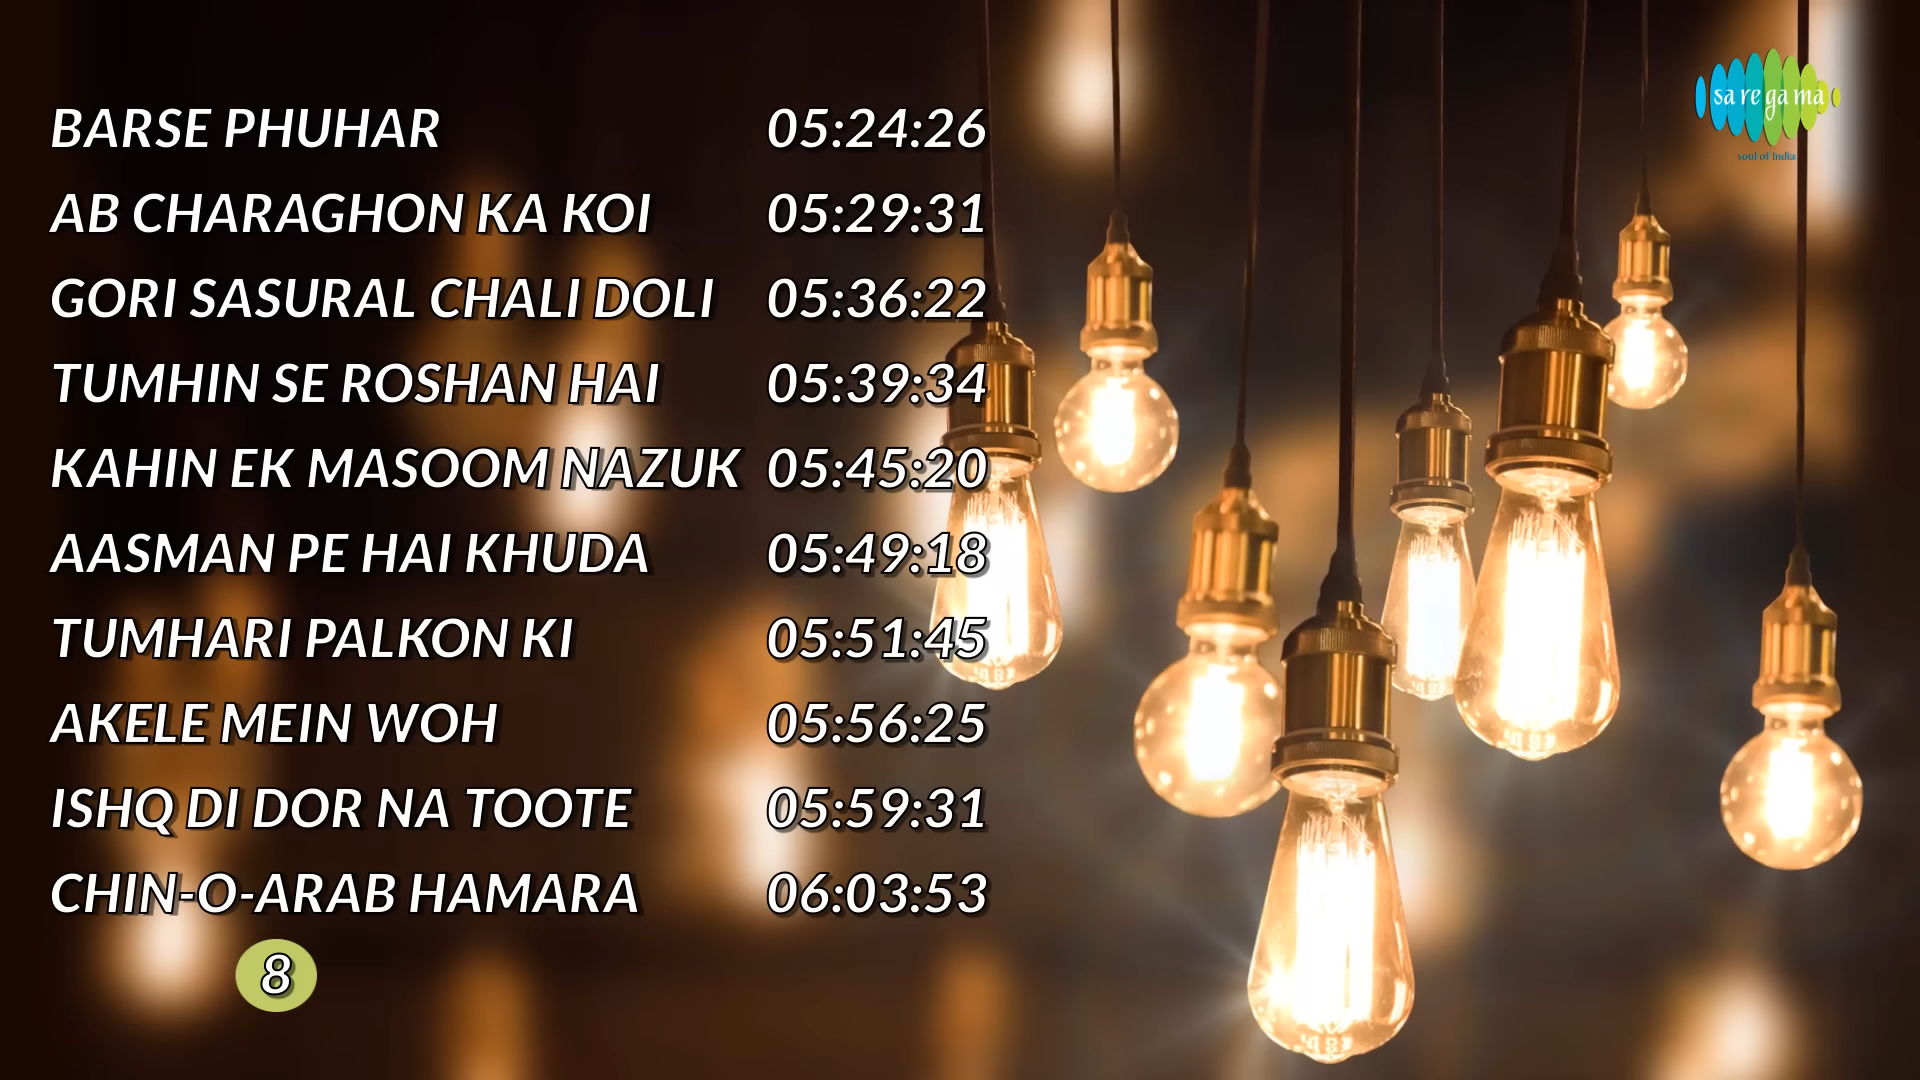 BARSE PHUHAR 05:24:26
AB CHARAGHON KA KOI 05:29:31
GORI SASURAL CHALI DOLI 05:36:22
TUMHIN SE ROSHAN HAI 05:39:34
KAHIN EK MASOOM NAZUK 05:45:20
AASMAN PE HAI KHUDA 05:49:18
TUMHARI PALKON KI 05:51:45
AKELE MEIN WOH 05:56:25
ISHQ DI DOR NA TOOTE 05:59:31
CHIN-O-ARAB HAMARA 06:03:53
8
sa re ga ma
soul of India